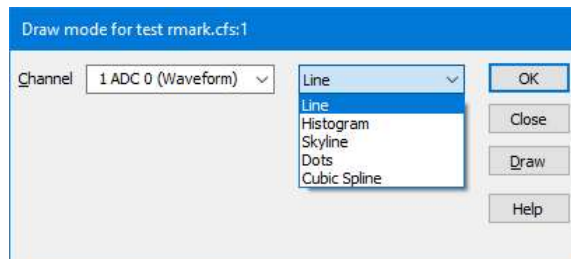 Draw mode for test rmark.cfs:1
Channel 1 ADC 0 (Waveform) Line OK
Line
Histogram
Skyline
Dots
Cubic Spline
Close
Draw
Help